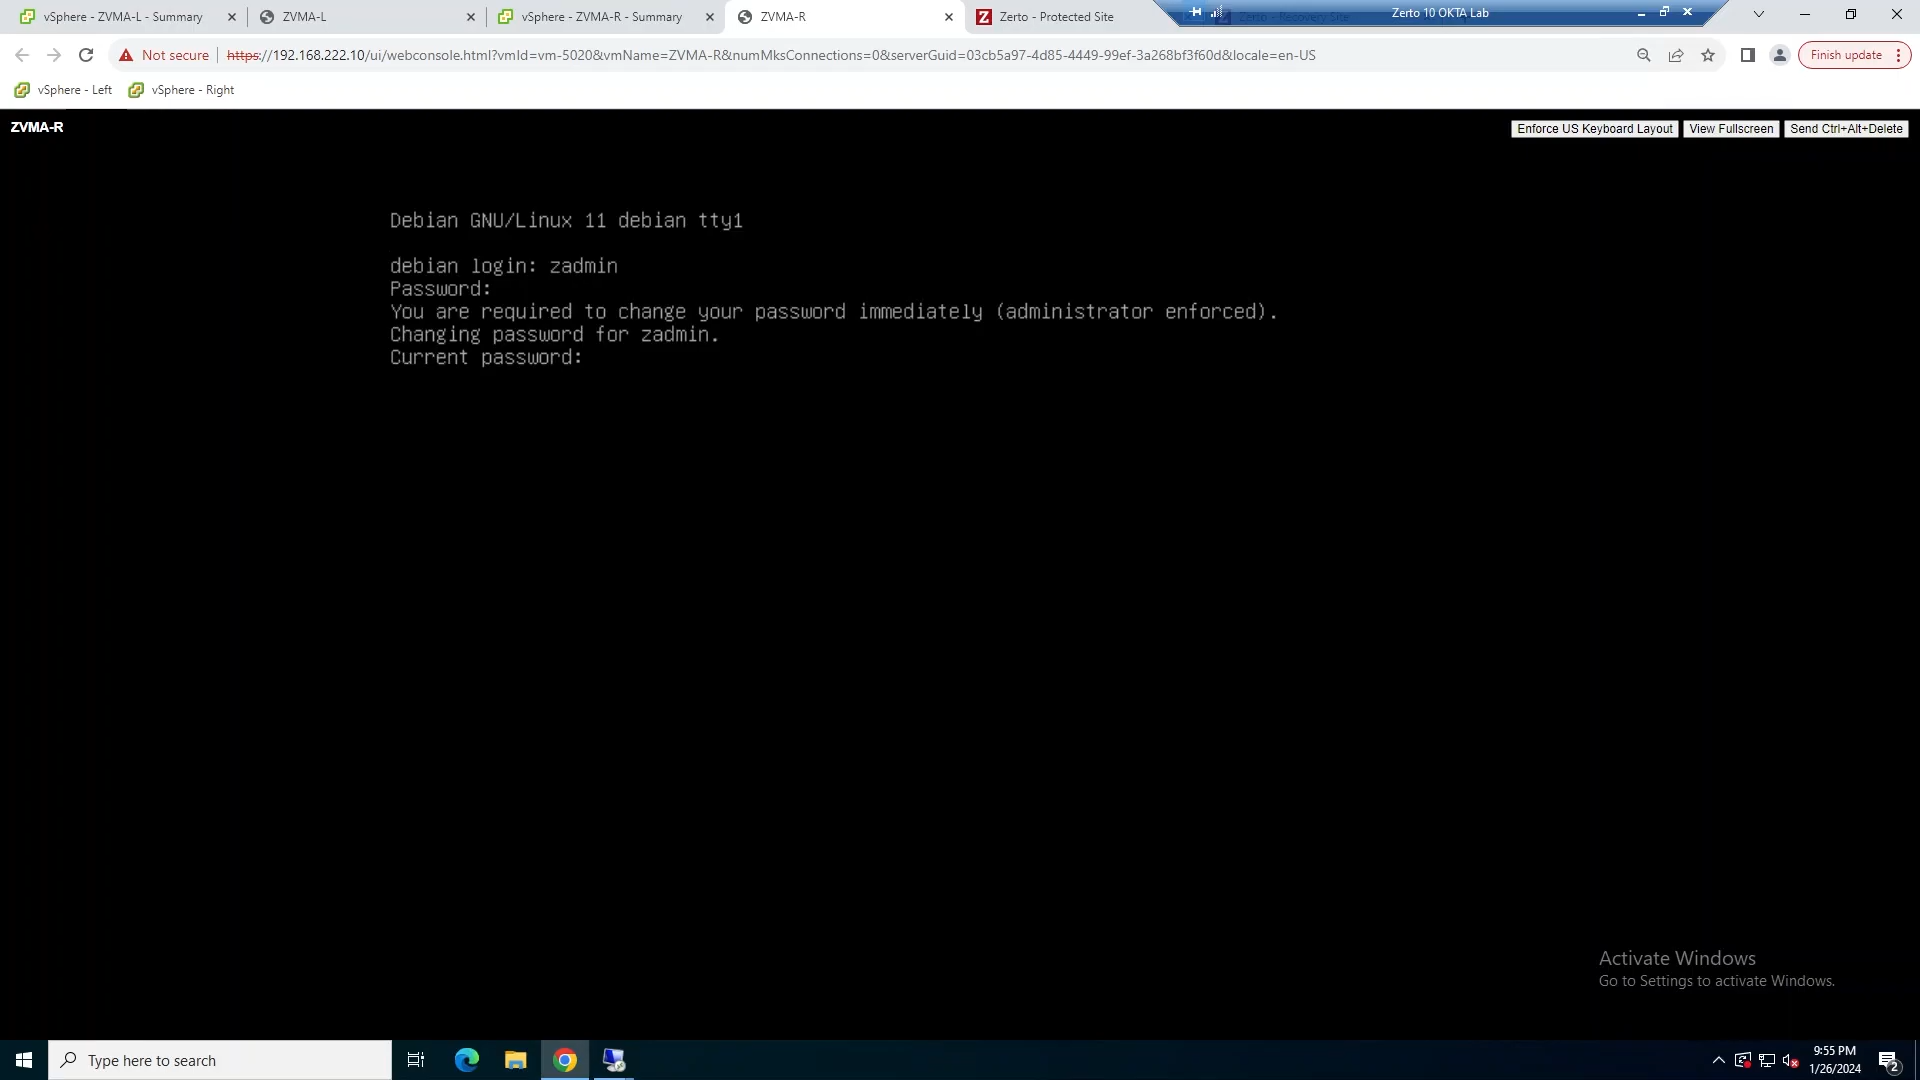 vSphere - ZVMA-L - Summary
ZVMA-L
vSphere - ZVMA-R - Summary
ZVMA-R
Zerto - Protected Site
Zerto - Recovery Site
Zerto 10 OKTA Lab
Not secure
https://192.168.222.10/ui/webconsole.html?vmId=vm-5020&vmName=ZVMA-R&numMksConnections=0&serverGuid=03cb5a97-4d85-4449-99ef-3a268bf3f60d&locale=en-US
Finish update
vSphere - Left
vSphere - Right
ZVMA-R
Enforce US Keyboard Layout
View Fullscreen
Send Ctrl+Alt+Delete
Debian GNU/Linux 11 debian tty1
debian login: zadmin
Password:
You are required to change your password immediately (administrator enforced).
Changing password for zadmin.
Current password:
Activate Windows
Go to Settings to activate Windows.
Type here to search
9:55 PM
1/26/2024
2